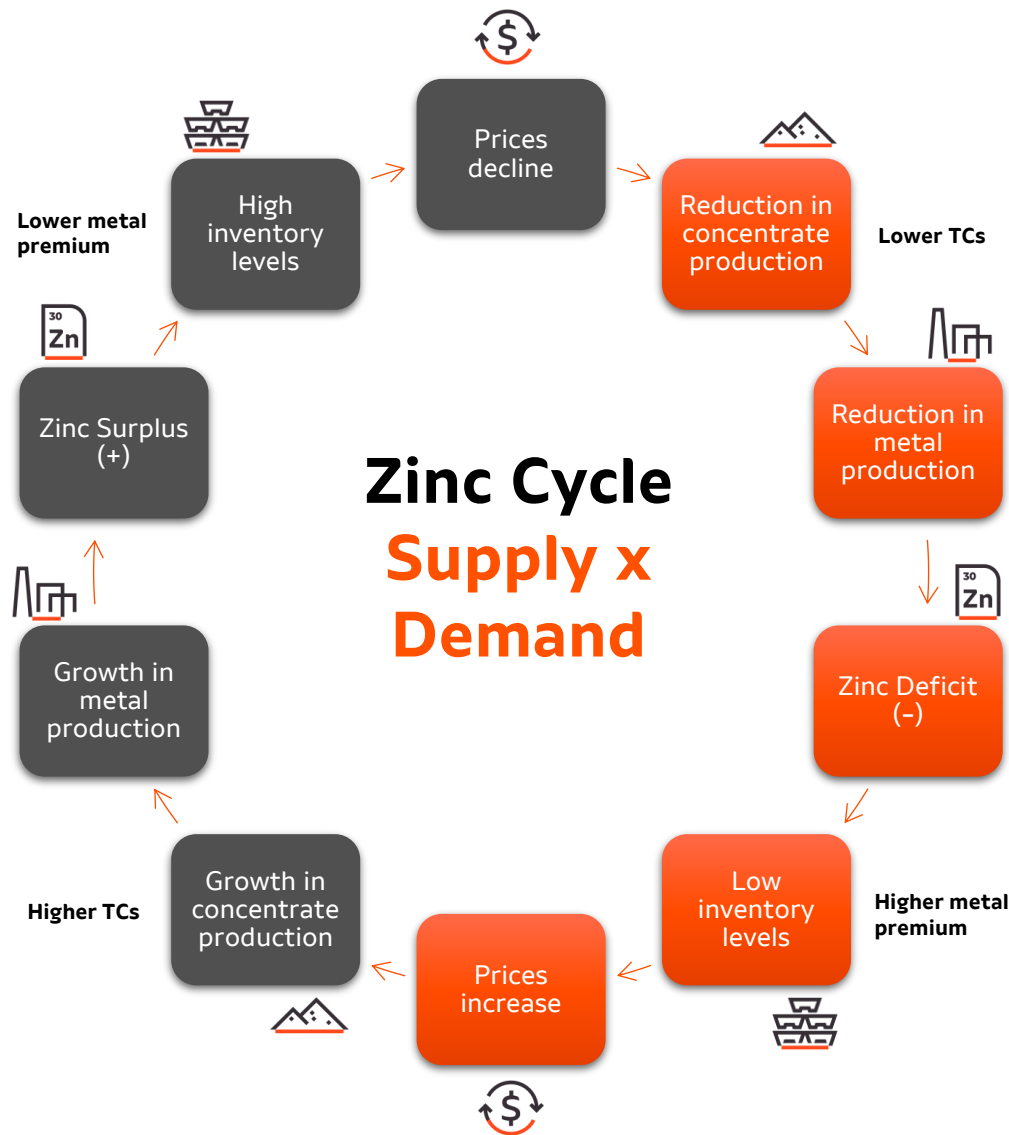 Zinc Cycle
Supply x
Demand
Prices
decline
Reduction in
concentrate
production
Lower TCs
Reduction in
metal
production
30
Zn
Zinc Deficit
(-)
Low
inventory
levels
Higher metal
premium
Prices
increase
Growth in
concentrate
production
Higher TCs
Growth in
metal
production
30
Zn
Zinc Surplus
(+)
High
inventory
levels
Lower metal
premium
$
$